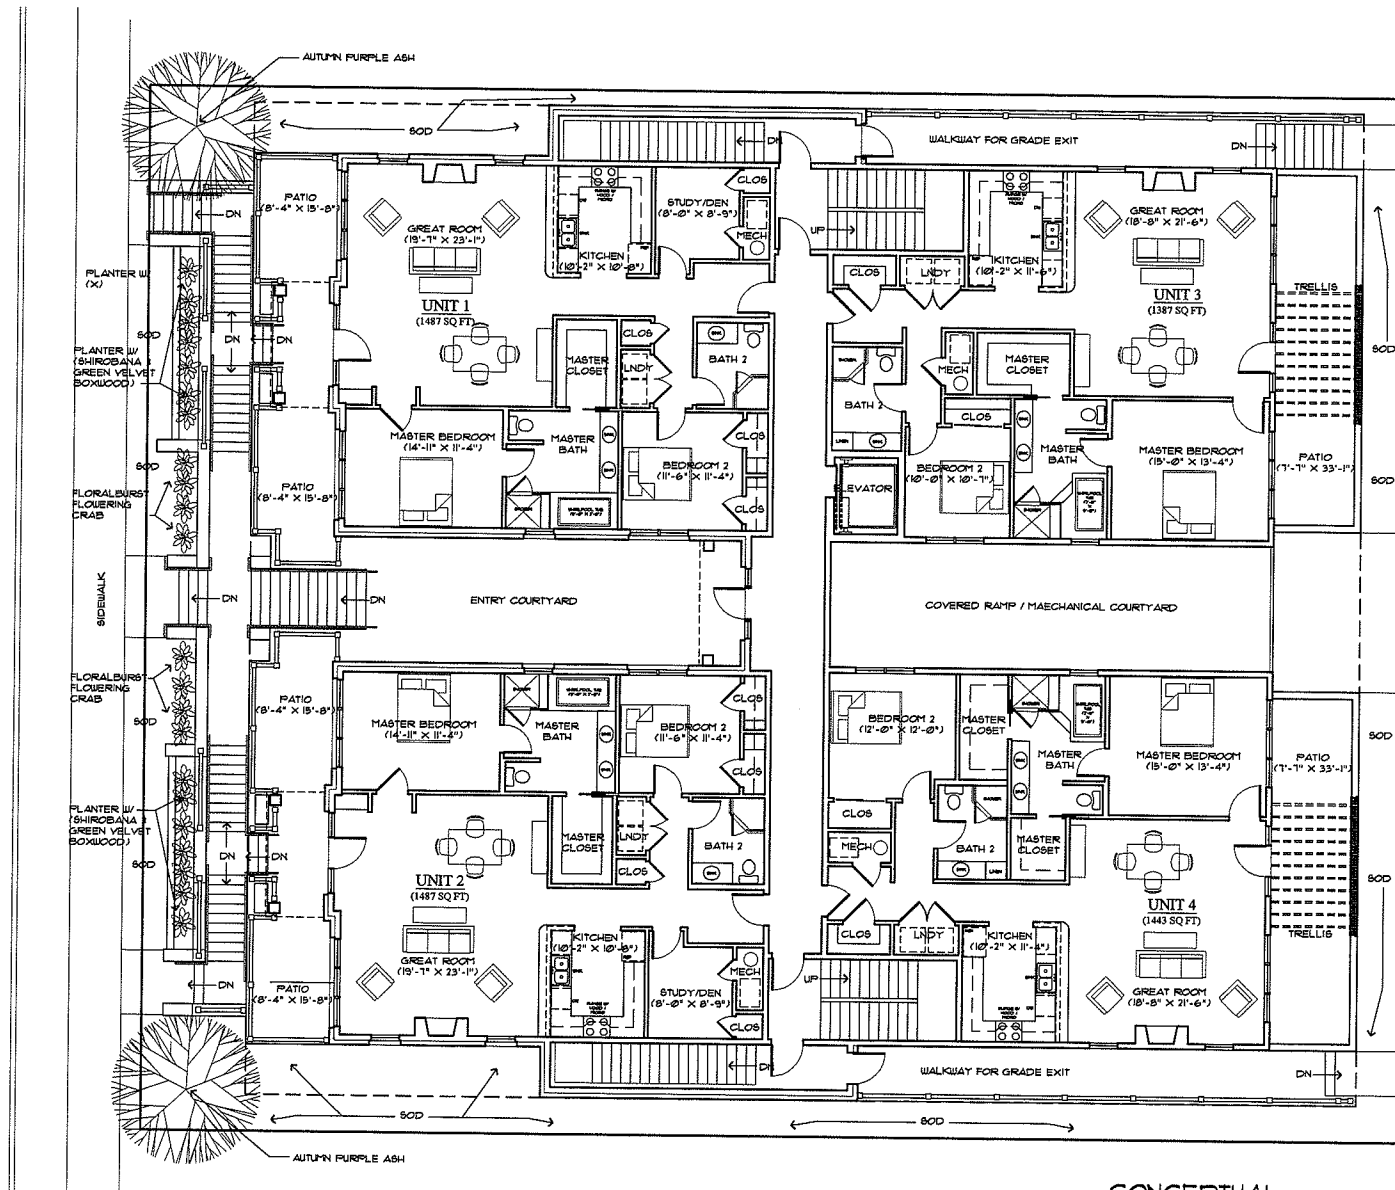 AUTUMN PURPLE ASH
SOD
DN
WALKWAY FOR GRADE EXIT
DN
PATIO
(8'-4" X 15'-8")
DN
GREAT ROOM
(19'-7" X 23'-1")
UNIT 1
(1487 SQ FT)
KITCHEN
(10'-2" X 10'-8")
STUDY/DEN
(8'-0" X 8'-9")
CLOS
MECH
UP
CLOS
LNDY
KITCHEN
(10'-2" X 11'-6")
GREAT ROOM
(18'-8" X 21'-6")
UNIT 3
(1387 SQ FT)
TRELLIS
SOD
PLANTER W/
(X)
SOD
DN
DN
PLANTER W/
(SHIROBANA &
GREEN VELVET
BOXWOOD)
MASTER
CLOSET
CLOS
LNDY
BATH 2
BATH 2
LINEN
MECH
MASTER
CLOSET
CLOS
MASTER BEDROOM
(14'-11" X 11'-4")
MASTER
BATH
BEDROOM 2
(11'-6" X 11'-4")
CLOS
CLOS
ELEVATOR
BEDROOM 2
(10'-0" X 10'-7")
MASTER
BATH
MASTER BEDROOM
(15'-0" X 13'-4")
PATIO
(7'-7" X 33'-1")
SOD
SOD
PATIO
(8'-4" X 15'-8")
FLORALBURST
FLOWERING
CRAB
SIDEWALK
DN
DN
ENTRY COURTYARD
COVERED RAMP / MAECHANICAL COURTYARD
FLORALBURST
FLOWERING
CRAB
SOD
PATIO
(8'-4" X 15'-8")
MASTER BEDROOM
(14'-11" X 11'-4")
MASTER
BATH
BEDROOM 2
(11'-6" X 11'-4")
CLOS
CLOS
BEDROOM 2
(12'-0" X 12'-0")
MASTER
CLOSET
MASTER
BATH
MASTER BEDROOM
(15'-0" X 13'-4")
PATIO
(7'-7" X 33'-1")
SOD
PLANTER W/
(SHIROBANA &
GREEN VELVET
BOXWOOD)
SOD
DN
DN
MASTER
CLOSET
LNDY
CLOS
BATH 2
CLOS
MECH
BATH 2
LINEN
MASTER
CLOSET
UNIT 2
(1487 SQ FT)
GREAT ROOM
(19'-7" X 23'-1")
KITCHEN
(10'-2" X 10'-8")
STUDY/DEN
(8'-0" X 8'-9")
MECH
CLOS
CLOS
LNDY
UP
KITCHEN
(10'-2" X 11'-4")
UNIT 4
(1443 SQ FT)
GREAT ROOM
(18'-8" X 21'-6")
TRELLIS
SOD
DN
PATIO
(8'-4" X 15'-8")
DN
WALKWAY FOR GRADE EXIT
DN
SOD
SOD
AUTUMN PURPLE ASH